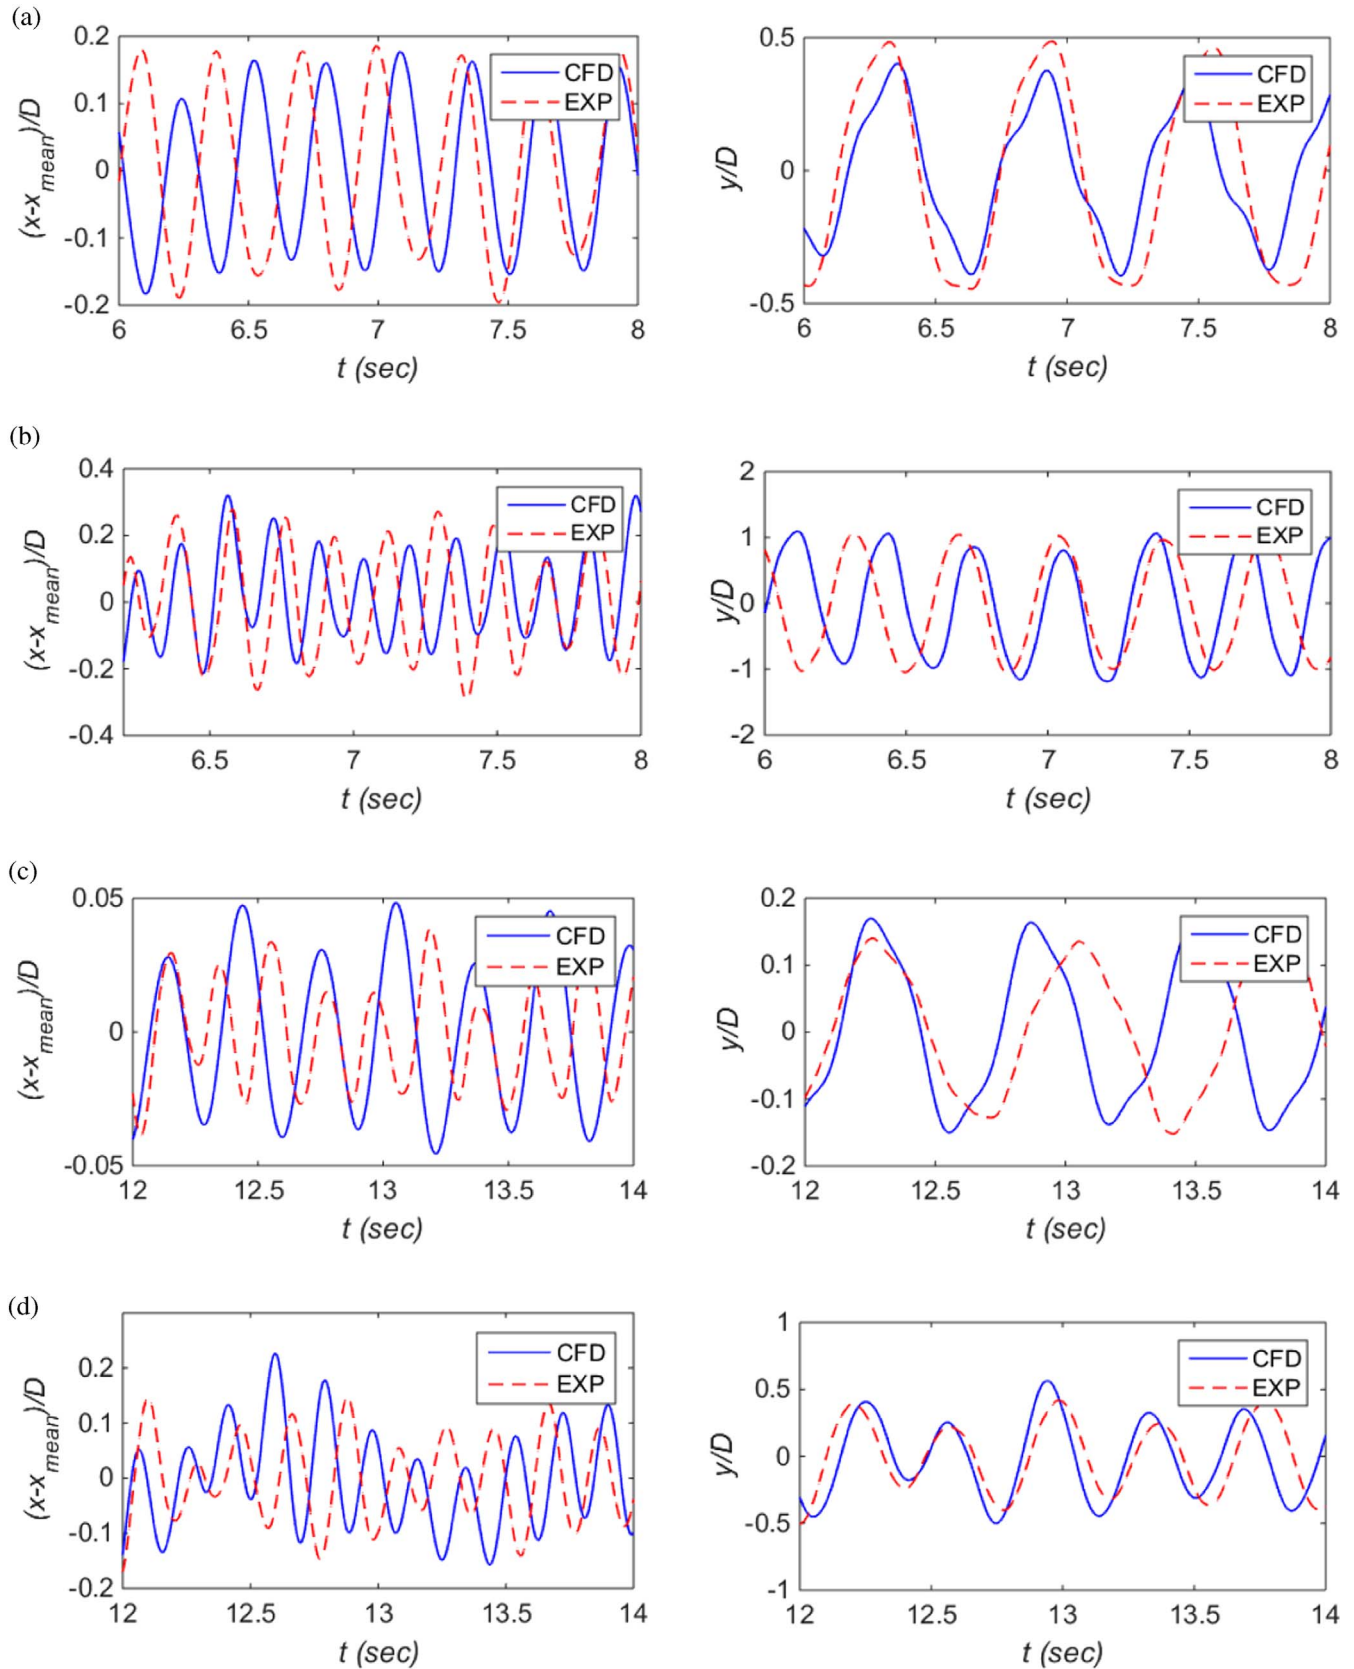 (a)
0.2
0.1
0
-0.1
-0.2
(x-x_mean)/D
6 6.5 7 7.5 8
t (sec)
CFD
EXP
0.5
0
-0.5
y/D
6 6.5 7 7.5 8
t (sec)
CFD
EXP
(b)
0.4
0.2
0
-0.2
-0.4
(x-x_mean)/D
6.5 7 7.5 8
t (sec)
CFD
EXP
2
1
0
-1
-2
y/D
6 6.5 7 7.5 8
t (sec)
CFD
EXP
(c)
0.05
0
-0.05
(x-x_mean)/D
12 12.5 13 13.5 14
t (sec)
CFD
EXP
0.2
0.1
0
-0.1
-0.2
y/D
12 12.5 13 13.5 14
t (sec)
CFD
EXP
(d)
0.2
0.1
0
-0.1
-0.2
(x-x_mean)/D
12 12.5 13 13.5 14
t (sec)
CFD
EXP
1
0.5
0
-0.5
-1
y/D
12 12.5 13 13.5 14
t (sec)
CFD
EXP